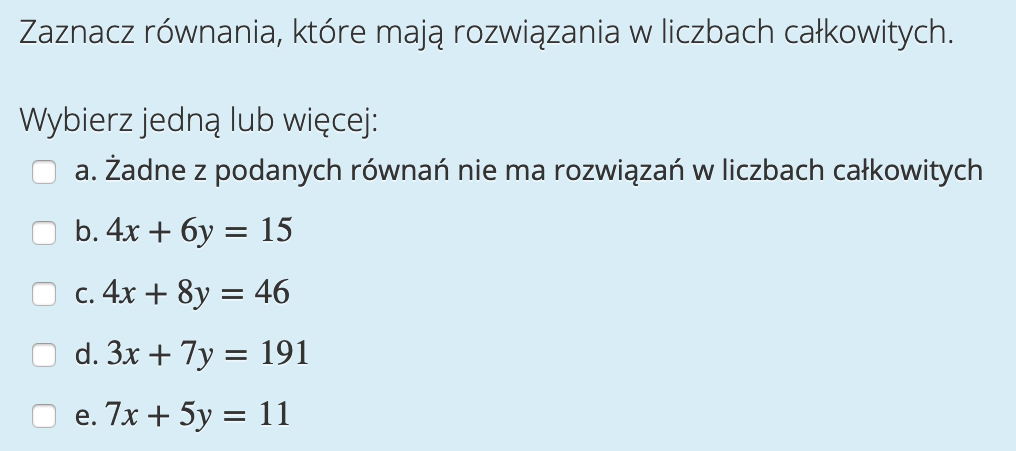 Zaznacz równania, które mają rozwiązania w liczbach całkowitych.
Wybierz jedną lub więcej:
a. Żadne z podanych równań nie ma rozwiązań w liczbach całkowitych
b. 4x + 6y = 15
c. 4x + 8y = 46
d. 3x + 7y = 191
e. 7x + 5y = 11